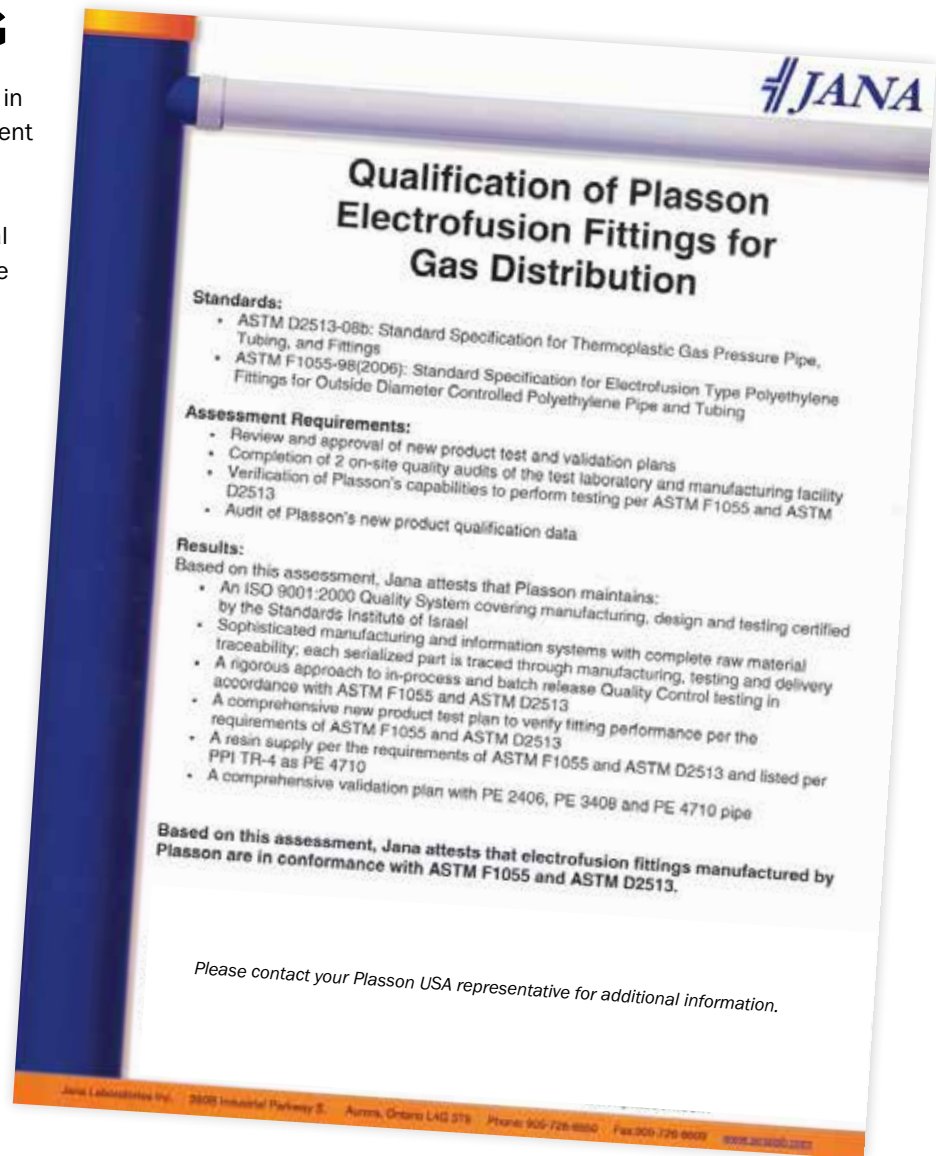 G
in
ent
al
e
JANA
Qualification of Plasson
Electrofusion Fittings for
Gas Distribution
Standards:
• ASTM D2513-08b: Standard Specification for Thermoplastic Gas Pressure Pipe,
Tubing, and Fittings
• ASTM F1055-98(2006): Standard Specification for Electrofusion Type Polyethylene
Fittings for Outside Diameter Controlled Polyethylene Pipe and Tubing
Assessment Requirements:
• Review and approval of new product test and validation plans
• Completion of 2 on-site quality audits of the test laboratory and manufacturing facility
• Verification of Plasson's capabilities to perform testing per ASTM F1055 and ASTM
D2513
• Audit of Plasson's new product qualification data
Results:
Based on this assessment, Jana attests that Plasson maintains:
• An ISO 9001:2000 Quality System covering manufacturing, design and testing certified
by the Standards Institute of Israel
• Sophisticated manufacturing and information systems with complete raw material
traceability; each serialized part is traced through manufacturing, testing and delivery
• A rigorous approach to in-process and batch release Quality Control testing in
accordance with ASTM F1055 and ASTM D2513
• A comprehensive new product test plan to verify fitting performance per the
requirements of ASTM F1055 and ASTM D2513
• A resin supply per the requirements of ASTM F1055 and ASTM D2513 and listed per
PPI TR-4 as PE 4710
• A comprehensive validation plan with PE 2406, PE 3408 and PE 4710 pipe
Based on this assessment, Jana attests that electrofusion fittings manufactured by
Plasson are in conformance with ASTM F1055 and ASTM D2513.
Please contact your Plasson USA representative for additional information.
Jana Laboratories Inc. Industrial Parkway S. Aurora, Ontario Phone: Fax: